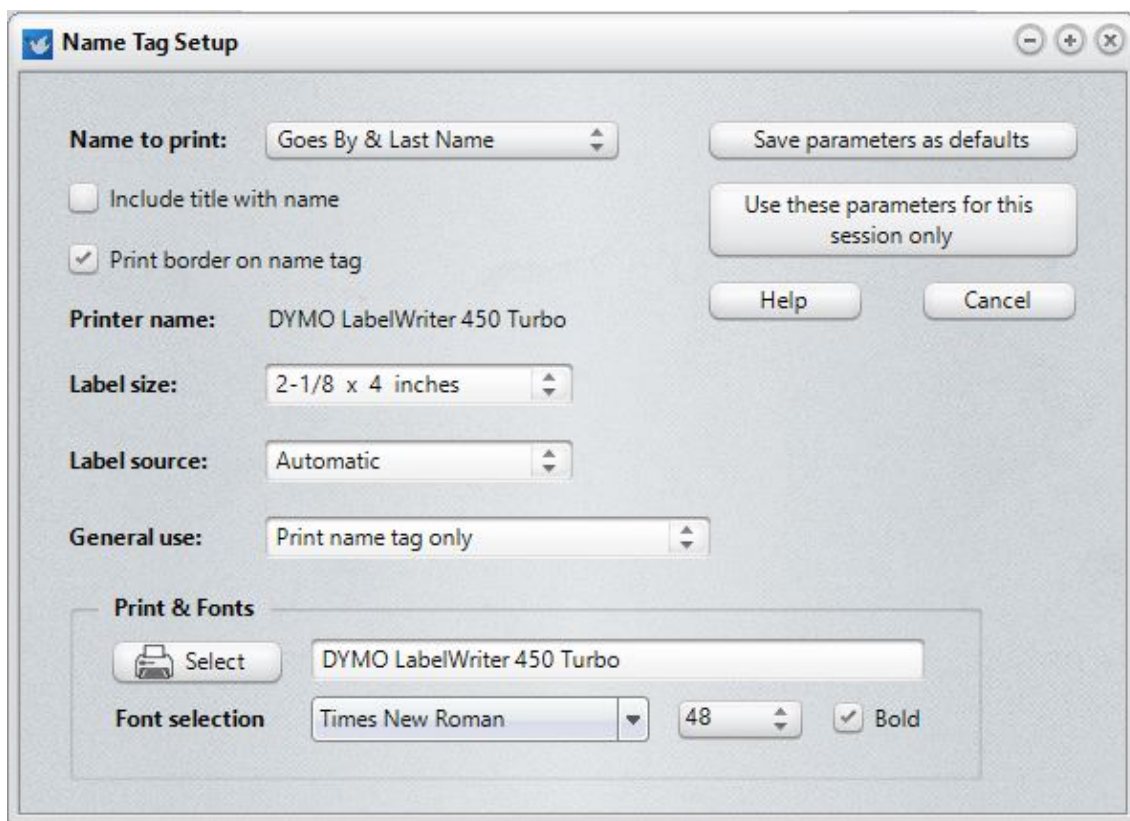 Name Tag Setup
Name to print: Goes By & Last Name
Save parameters as defaults
Include title with name
Use these parameters for this
session only
Print border on name tag
Help Cancel
Printer name: DYMO LabelWriter 450 Turbo
Label size: 2-1/8 x 4 inches
Label source: Automatic
General use: Print name tag only
Print & Fonts
Select DYMO LabelWriter 450 Turbo
Font selection Times New Roman 48 Bold